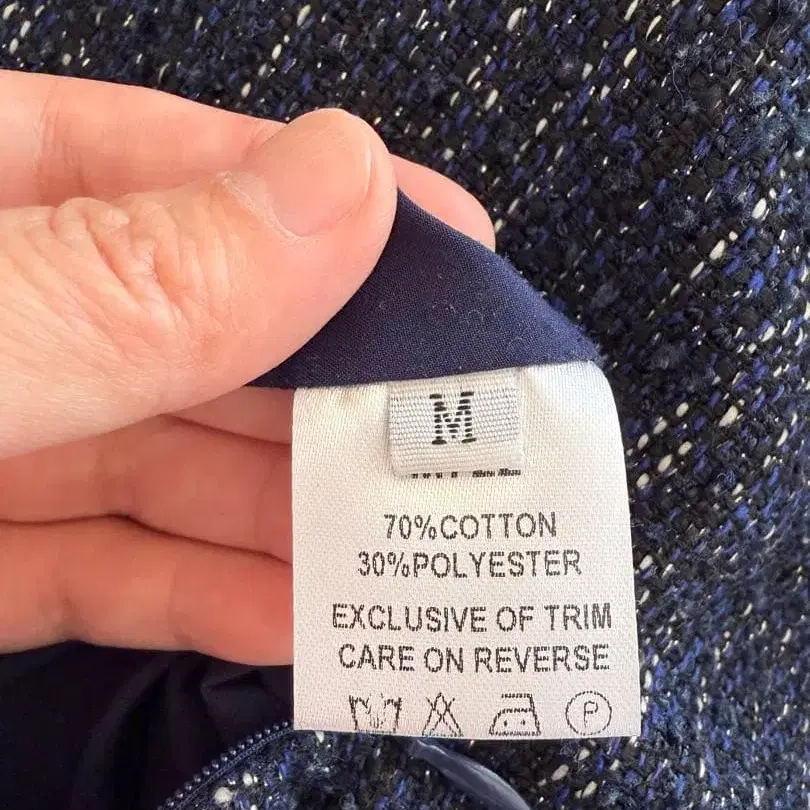 M
70%COTTON
30%POLYESTER
EXCLUSIVE OF TRIM
CARE ON REVERSE
P